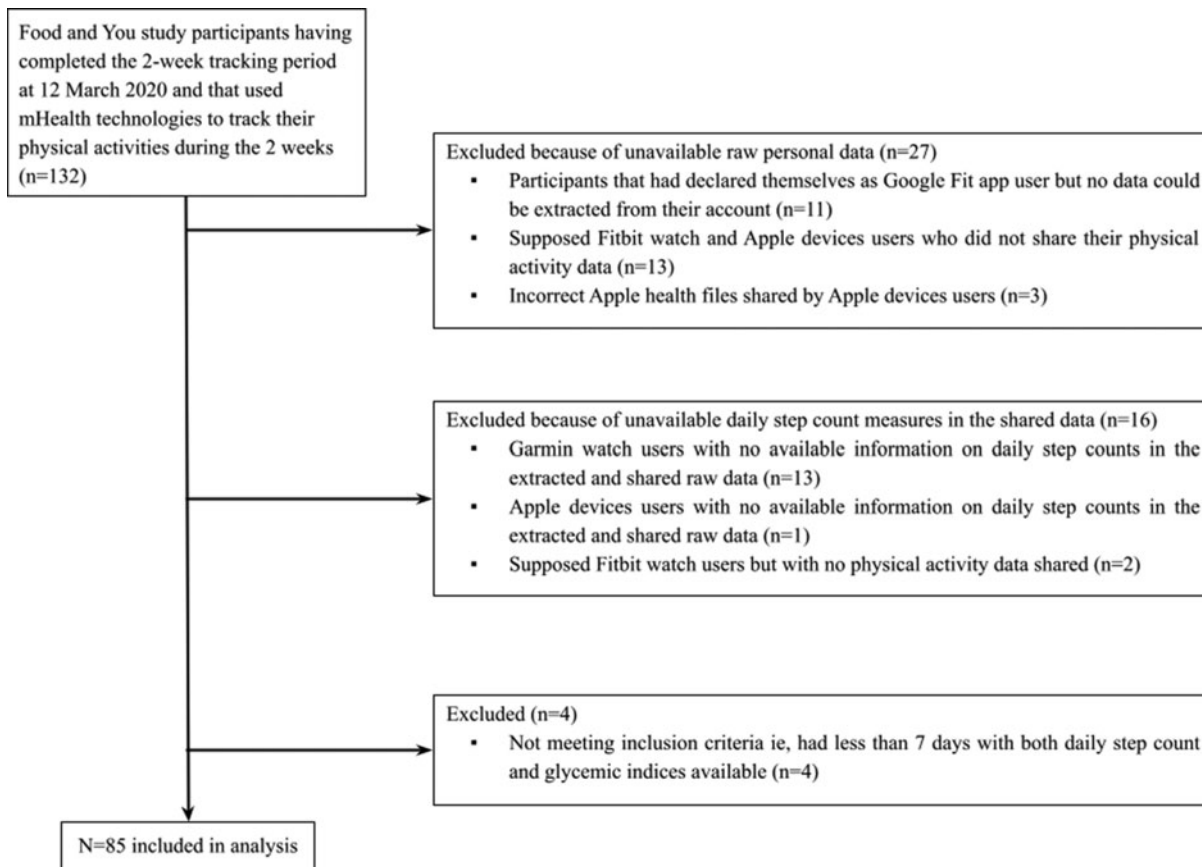 Food and You study participants having
completed the 2-week tracking period
at 12 March 2020 and that used
mHealth technologies to track their
physical activities during the 2 weeks
(n=132)
Excluded because of unavailable raw personal data (n=27)
▪ Participants that had declared themselves as Google Fit app user but no data could
be extracted from their account (n=11)
▪ Supposed Fitbit watch and Apple devices users who did not share their physical
activity data (n=13)
▪ Incorrect Apple health files shared by Apple devices users (n=3)
Excluded because of unavailable daily step count measures in the shared data (n=16)
▪ Garmin watch users with no available information on daily step counts in the
extracted and shared raw data (n=13)
▪ Apple devices users with no available information on daily step counts in the
extracted and shared raw data (n=1)
▪ Supposed Fitbit watch users but with no physical activity data shared (n=2)
Excluded (n=4)
▪ Not meeting inclusion criteria ie, had less than 7 days with both daily step count
and glycemic indices available (n=4)
N=85 included in analysis